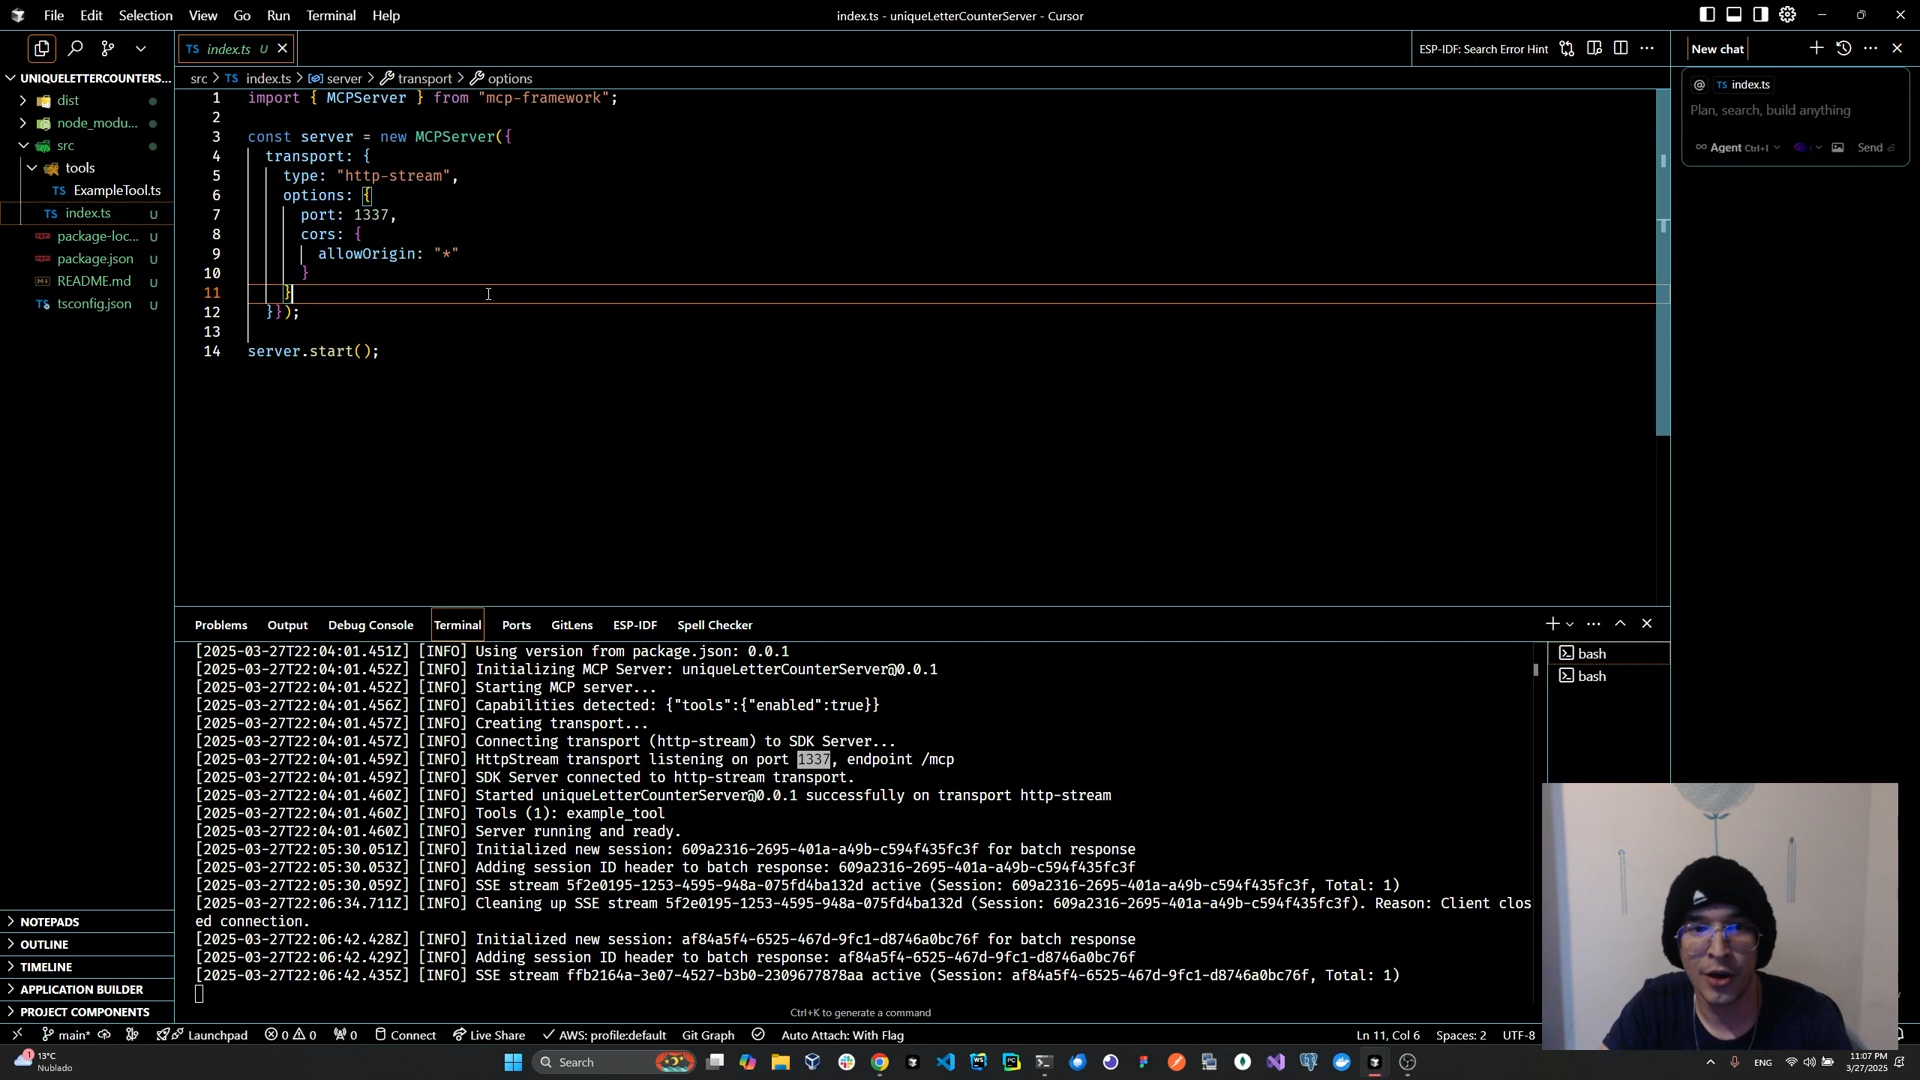 File Edit Selection View Go Run Terminal Help
index.ts - uniqueLetterCounterServer - Cursor
TS index.ts U
ESP-IDF: Search Error Hint
New chat
UNIQUELETTERCOUNTERS...
src > TS index.ts > server > transport > options
dist
node_modu...
src
tools
TS ExampleTool.ts
TS index.ts U
package-loc... U
package.json U
README.md U
tsconfig.json U
1 import { MCPServer } from "mcp-framework";
2
3 const server = new MCPServer({
4 transport: {
5 type: "http-stream",
6 options: {
7 port: 1337,
8 cors: {
9 allowOrigin: "*"
10 }
11 }
12 }});
13
14 server.start();
@ TS index.ts
Plan, search, build anything
Agent Ctrl+I
Send
Problems Output Debug Console Terminal Ports GitLens ESP-IDF Spell Checker
[2025-03-27T22:04:01.451Z] [INFO] Using version from package.json: 0.0.1
[2025-03-27T22:04:01.452Z] [INFO] Initializing MCP Server: uniqueLetterCounterServer@0.0.1
[2025-03-27T22:04:01.452Z] [INFO] Starting MCP server...
[2025-03-27T22:04:01.456Z] [INFO] Capabilities detected: {"tools":{"enabled":true}}
[2025-03-27T22:04:01.457Z] [INFO] Creating transport...
[2025-03-27T22:04:01.457Z] [INFO] Connecting transport (http-stream) to SDK Server...
[2025-03-27T22:04:01.459Z] [INFO] HttpStream transport listening on port 1337, endpoint /mcp
[2025-03-27T22:04:01.459Z] [INFO] SDK Server connected to http-stream transport.
[2025-03-27T22:04:01.460Z] [INFO] Started uniqueLetterCounterServer@0.0.1 successfully on transport http-stream
[2025-03-27T22:04:01.460Z] [INFO] Tools (1): example_tool
[2025-03-27T22:04:01.460Z] [INFO] Server running and ready.
[2025-03-27T22:05:30.051Z] [INFO] Initialized new session: 609a2316-2695-401a-a49b-c594f435fc3f for batch response
[2025-03-27T22:05:30.053Z] [INFO] Adding session ID header to batch response: 609a2316-2695-401a-a49b-c594f435fc3f
[2025-03-27T22:05:30.059Z] [INFO] SSE stream 5f2e0195-1253-4595-948a-075fd4ba132d active (Session: 609a2316-2695-401a-a49b-c594f435fc3f, Total: 1)
[2025-03-27T22:06:34.711Z] [INFO] Cleaning up SSE stream 5f2e0195-1253-4595-948a-075fd4ba132d (Session: 609a2316-2695-401a-a49b-c594f435fc3f). Reason: Client clos
ed connection.
[2025-03-27T22:06:42.428Z] [INFO] Initialized new session: af84a5f4-6525-467d-9fc1-d8746a0bc76f for batch response
[2025-03-27T22:06:42.429Z] [INFO] Adding session ID header to batch response: af84a5f4-6525-467d-9fc1-d8746a0bc76f
[2025-03-27T22:06:42.435Z] [INFO] SSE stream ffb2164a-3e07-4527-b3b0-2309677878aa active (Session: af84a5f4-6525-467d-9fc1-d8746a0bc76f, Total: 1)
bash
bash
Ctrl+K to generate a command
NOTEPADS
OUTLINE
TIMELINE
APPLICATION BUILDER
PROJECT COMPONENTS
main* Launchpad 0 0 0 Connect Live Share AWS: profile:default Git Graph Auto Attach: With Flag Ln 11, Col 6 Spaces: 2 UTF-8
1 13°C
Nublado
Search
ENG
11:07 PM
3/27/2025